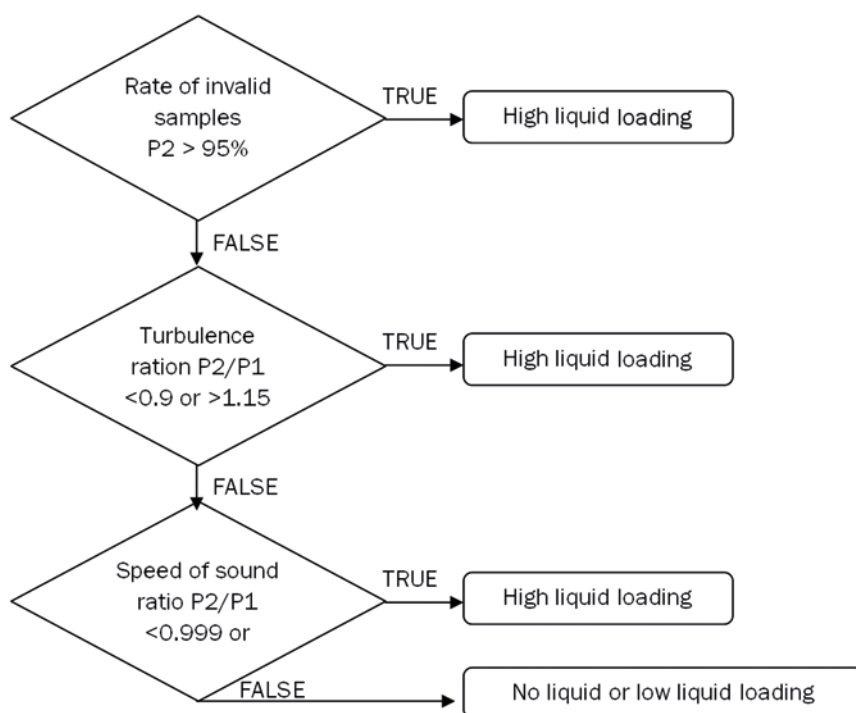 Rate of invalid
samples
P2 > 95%
TRUE
High liquid loading
FALSE
Turbulence
ration P2/P1
<0.9 or >1.15
TRUE
High liquid loading
FALSE
Speed of sound
ratio P2/P1
<0.999 or
TRUE
High liquid loading
FALSE
No liquid or low liquid loading